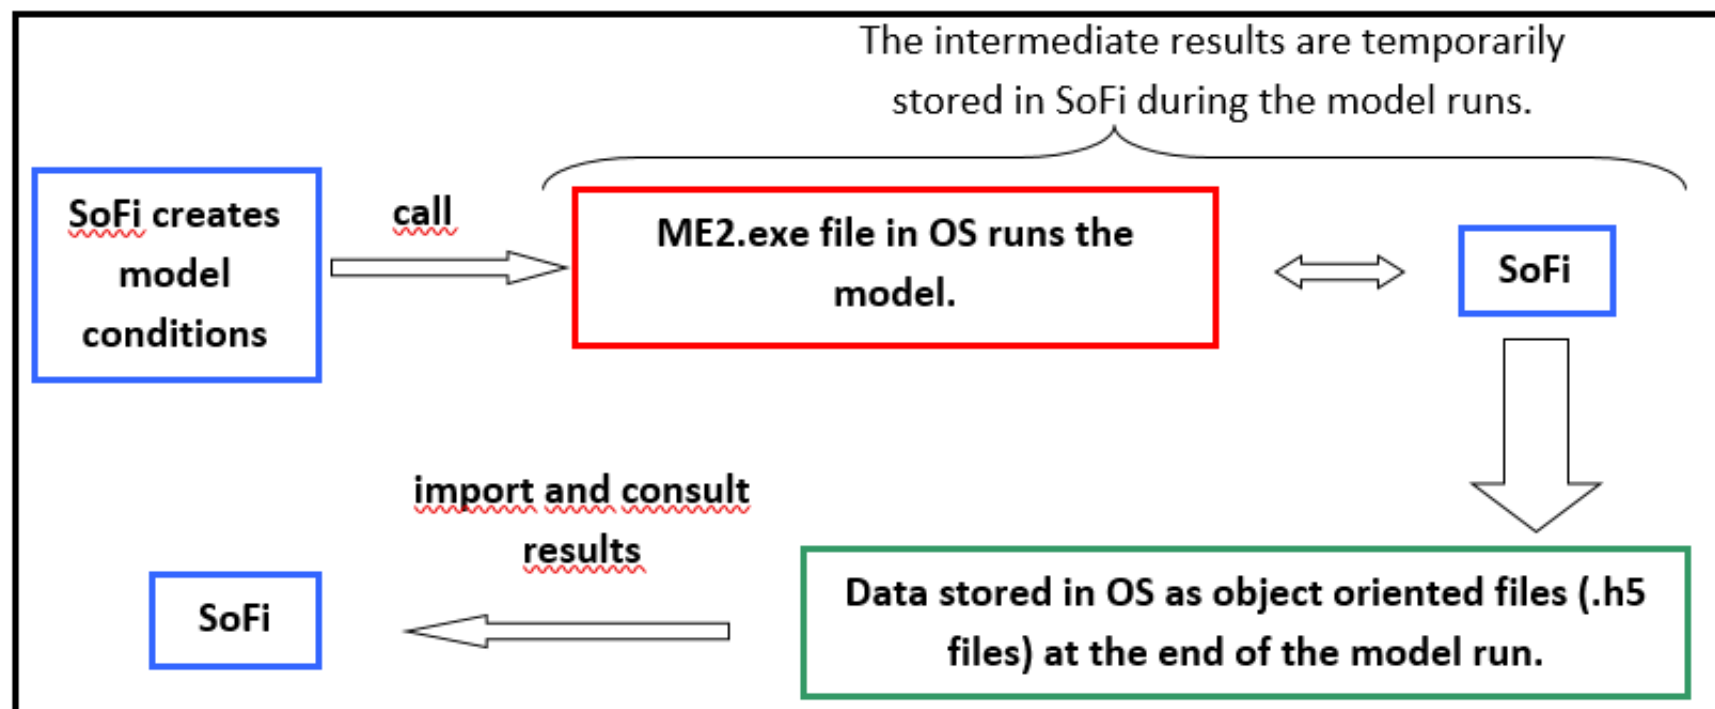 The intermediate results are temporarily
stored in SoFi during the model runs.
SoFi creates
model
conditions
call
ME2.exe file in OS runs the
model.
SoFi
import and consult
results
SoFi
Data stored in OS as object oriented files (.h5
files) at the end of the model run.